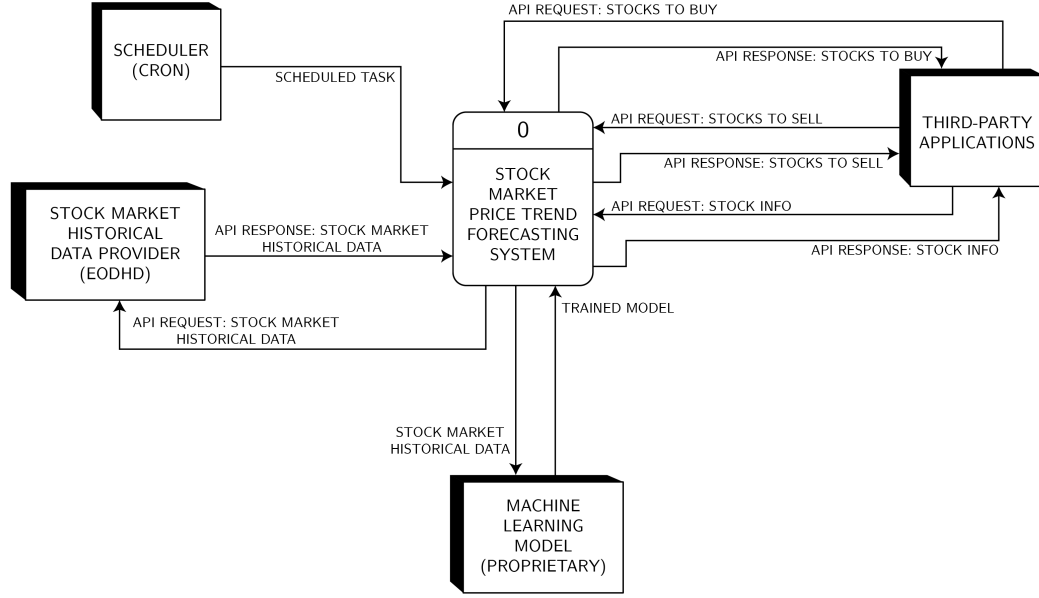 API REQUEST: STOCKS TO BUY
SCHEDULER
(CRON)
SCHEDULED TASK
API RESPONSE: STOCKS TO BUY
THIRD-PARTY
APPLICATIONS
0
API REQUEST: STOCKS TO SELL
API RESPONSE: STOCKS TO SELL
STOCK
MARKET
PRICE TREND
FORECASTING
SYSTEM
API REQUEST: STOCK INFO
API RESPONSE: STOCK INFO
STOCK MARKET
HISTORICAL
DATA PROVIDER
(EODHD)
API RESPONSE: STOCK MARKET
HISTORICAL DATA
API REQUEST: STOCK MARKET
HISTORICAL DATA
TRAINED MODEL
STOCK MARKET
HISTORICAL DATA
MACHINE
LEARNING
MODEL
(PROPRIETARY)